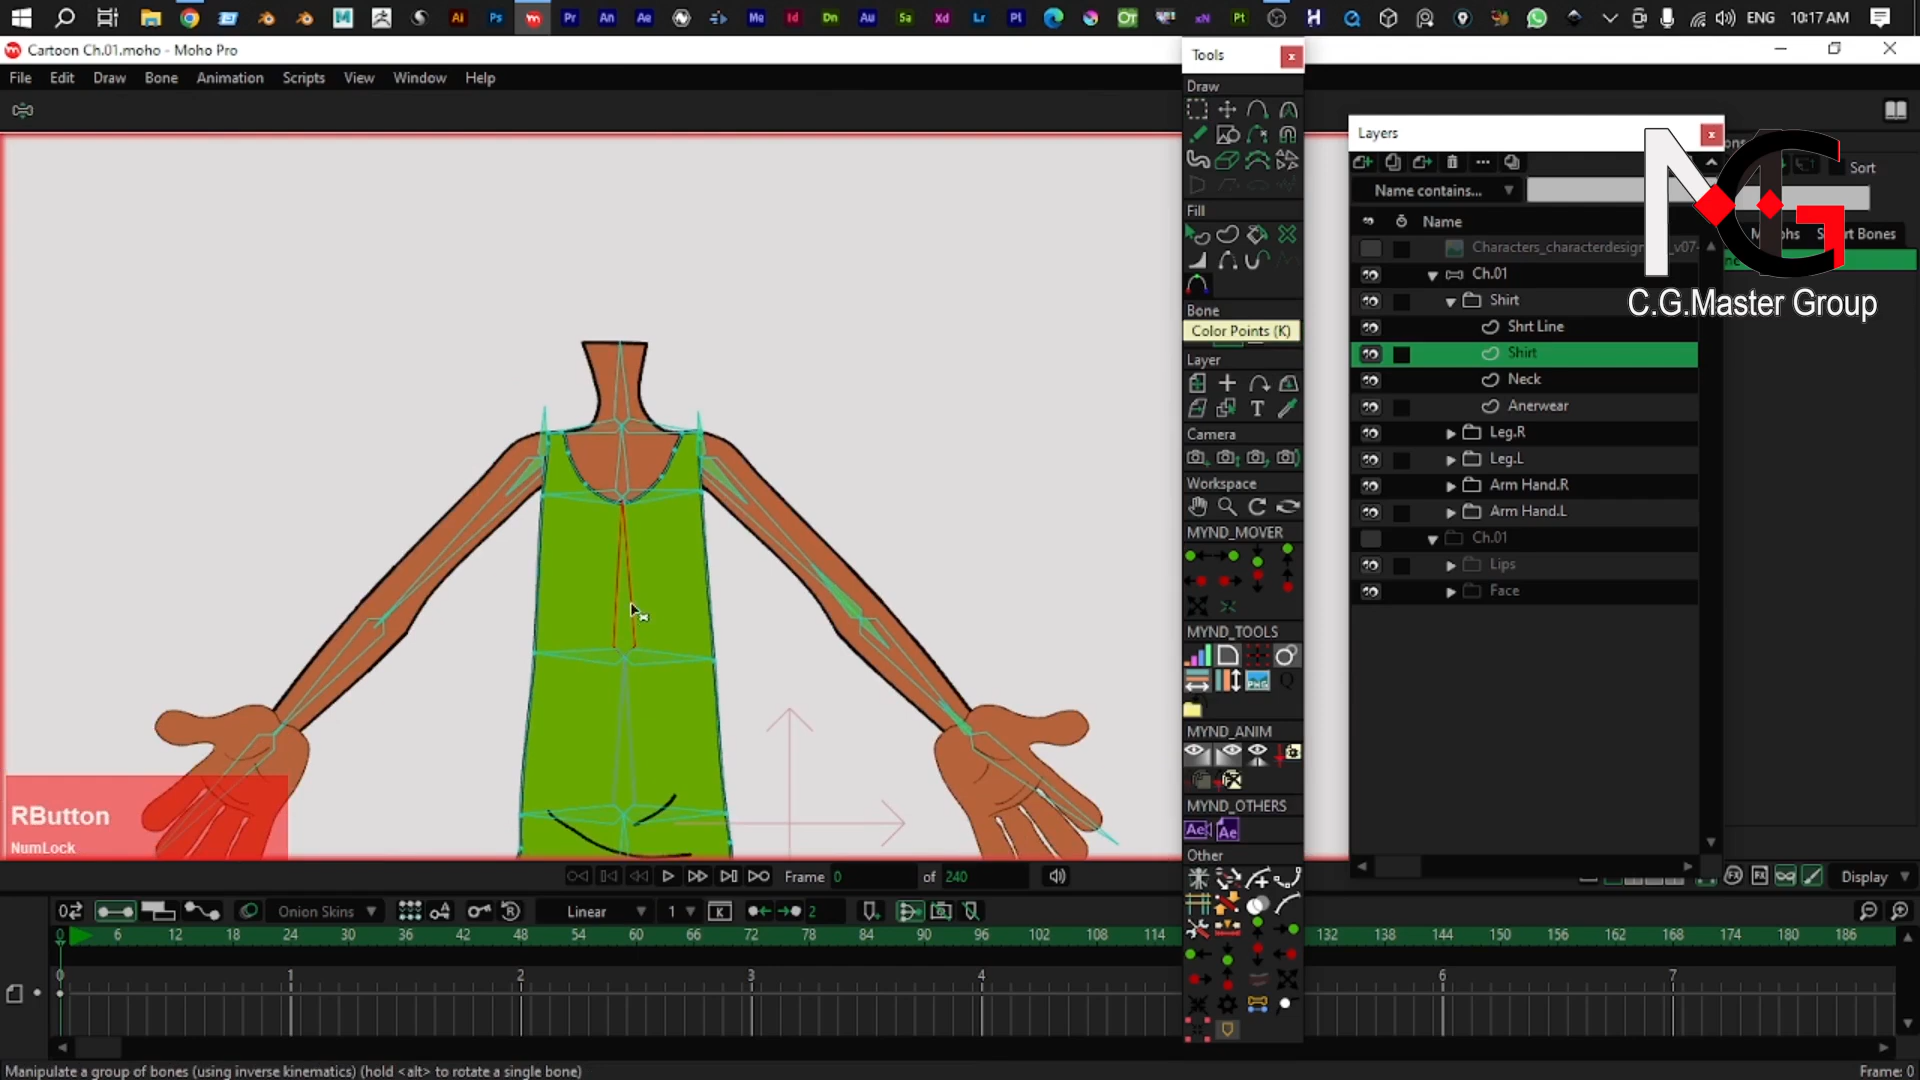 ENG
10:17 AM
Cartoon Ch.01.moho - Moho Pro
File Edit Draw Bone Animation Scripts View Window Help
Tools
Draw
Fill
Bone
Color Points (K)
Layer
Camera
Workspace
MYND_MOVER
MYND_TOOLS
MYND_ANIM
MYND_OTHERS
Other
Layers
Sort
Name contains...
Name
Characters_characterdesign
v07-
Ch.01
Shirt
Shrt Line
Shirt
Neck
Anerwear
Leg.R
Leg.L
Arm Hand.R
Arm Hand.L
Ch.01
Lips
Face
C.G.Master Group
RButton
NumLock
Frame 0 of 240
Display
Onion Skins
Linear
1
2
0 6 12 18 24 30 36 42 48 54 60 66 72 78 84 90 96 102 108 114 132 138 144 150 156 162 168 174 180 186
0 1 2 3 4 6 7
Manipulate a group of bones (using inverse kinematics) (hold <alt> to rotate a single bone)
Frame: 0